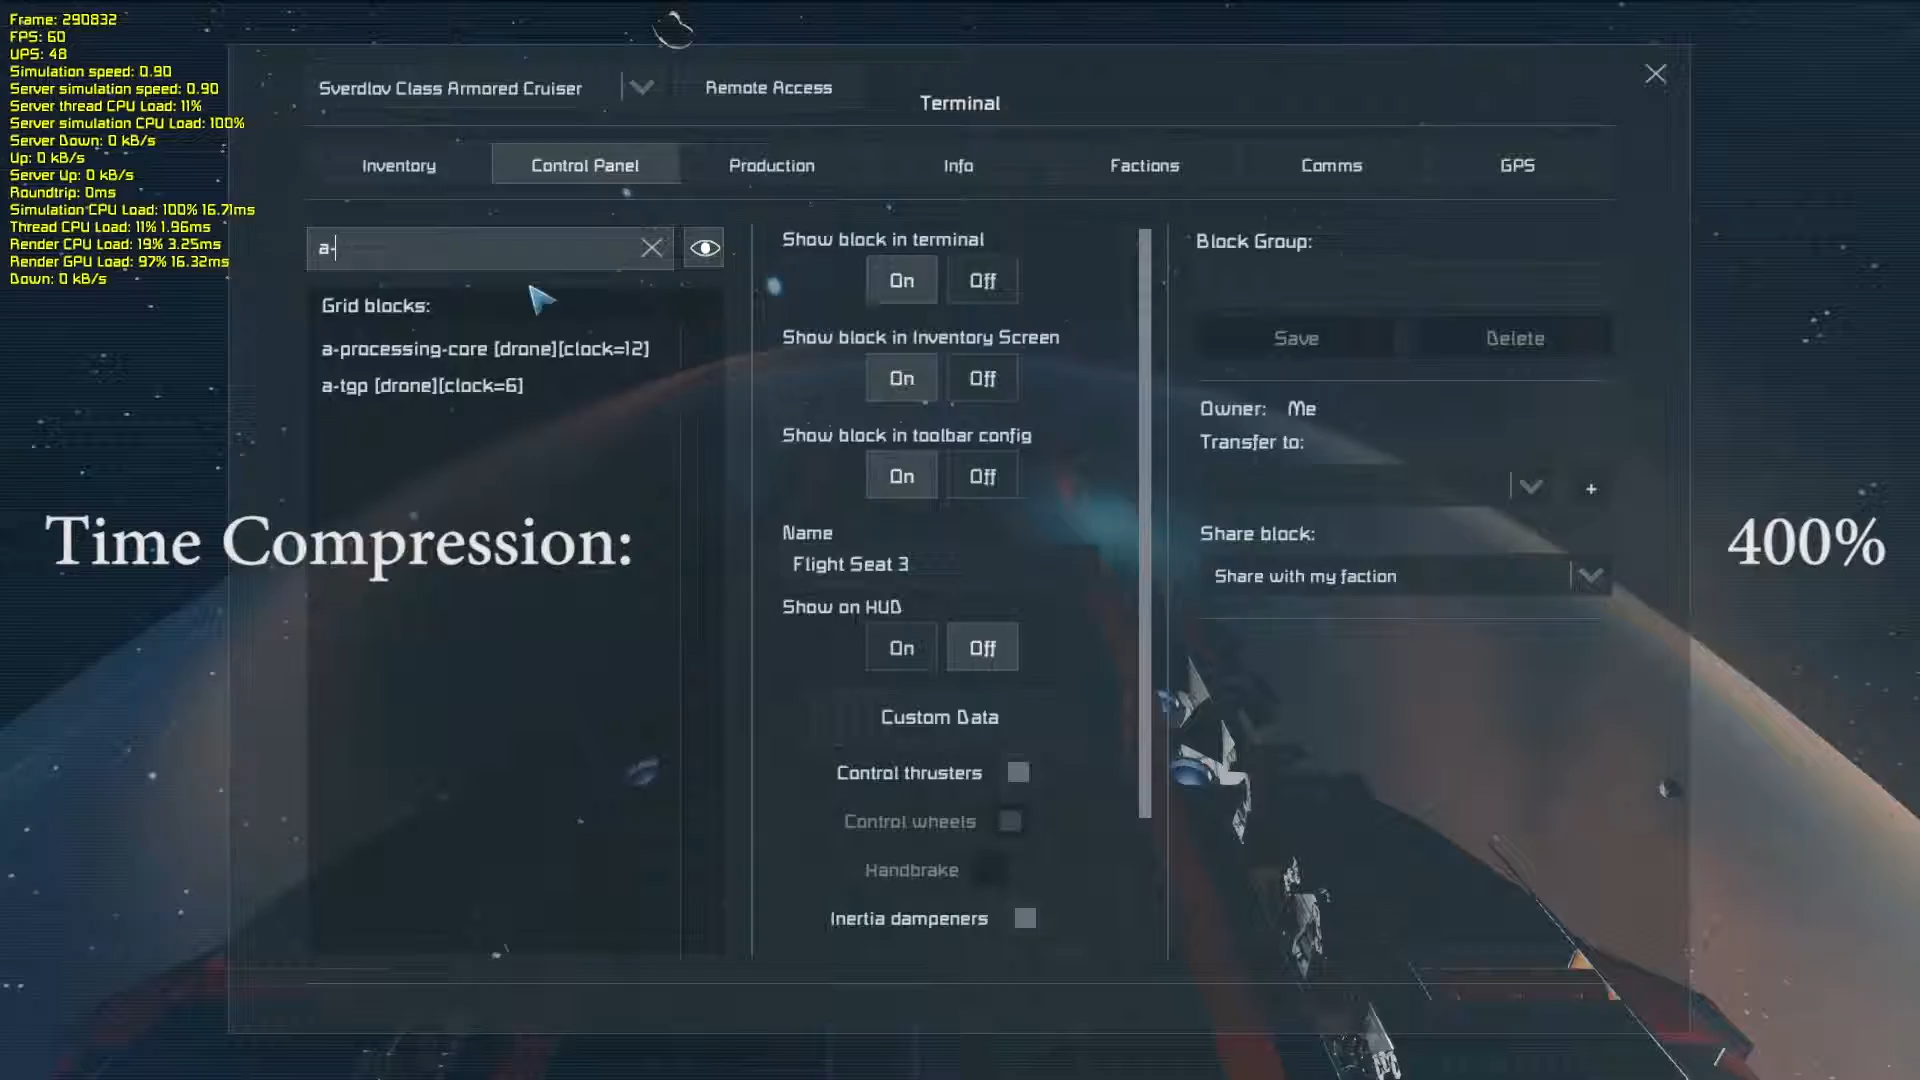 Frame: 290832
FPS: 60
UPS: 48
Simulation speed: 0.90
Server simulation speed: 0.90
Server thread CPU Load: 11%
Server simulation CPU Load: 100%
Server Down: 0 kB/s
Up: 0 kB/s
Server Up: 0 kB/s
Roundtrip: 0ms
Simulation CPU Load: 100% 16.71ms
Thread CPU Load: 11% 1.96ms
Render CPU Load: 19% 3.25ms
Render GPU Load: 97% 16.32ms
Down: 0 kB/s
Sverdlov Class Armored Cruiser
Remote Access
Terminal
Inventory
Control Panel
Production
Info
Factions
Comms
GPS
a-
Grid blocks:
a-processing-core [drone][clock=12]
a-tgp [drone][clock=6]
Show block in terminal
On Off
Show block in Inventory Screen
On Off
Show block in toolbar config
On Off
Name
Flight Seat 3
Show on HUD
On Off
Custom Data
Control thrusters
Control wheels
Handbrake
Inertia dampeners
Block Group:
Save Delete
Owner: Me
Transfer to:
+
Share block:
Share with my faction
Time Compression: 400%